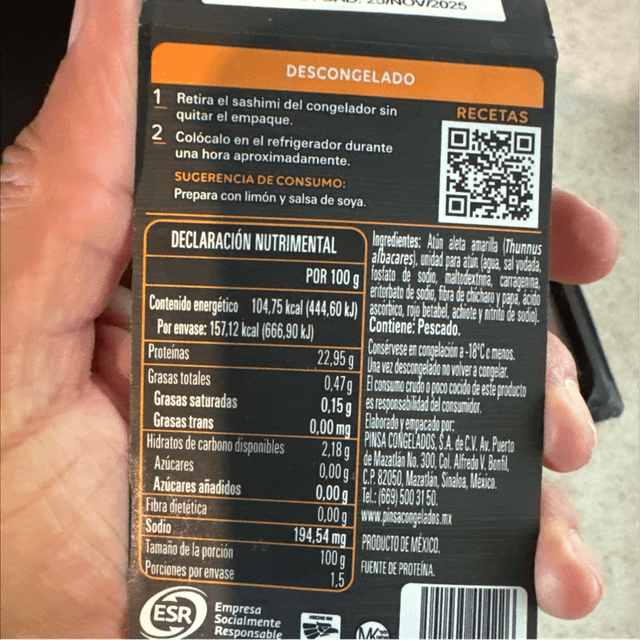 25/NOV/2025
DESCONGELADO
1 Retira el sashimi del congelador sin
quitar el empaque.
2 Colócalo en el refrigerador durante
una hora aproximadamente.
SUGERENCIA DE CONSUMO:
Prepara con limón y salsa de soya.
RECETAS
DECLARACIÓN NUTRIMENTAL
POR 100 g
Contenido energético 104,75 kcal (444,60 kJ)
Por envase: 157,12 kcal (666,90 kJ)
Proteínas 22,95 g
Grasas totales 0,47 g
Grasas saturadas 0,15 g
Grasas trans 0,00 mg
Hidratos de carbono disponibles 2,18 g
Azúcares 0,00 g
Azúcares añadidos 0,00 g
Fibra dietética 0,00 g
Sodio 194,54 mg
Tamaño de la porción 100 g
Porciones por envase 1,5
Ingredientes: Atún aleta amarilla (Thunnus
albacares), unidad para atún (agua, sal yodada,
fosfato de sodio, maltodextrina, carragenina,
eritorbato de sodio, fibra de chícharo y papa, ácido
ascórbico, rojo betabel, achiote y nitrito de sodio).
Contiene: Pescado.
Consérvese en congelación a -18°C o menos.
Una vez descongelado no volver a congelar.
El consumo crudo o poco cocido de este producto
es responsabilidad del consumidor.
Elaborado y empacado por:
PINSA CONGELADOS, S.A. de C.V. Av. Puerto
de Mazatlán No. 300, Col. Alfredo V. Bonfil,
C.P. 82050, Mazatlán, Sinaloa, México.
Tel.: (669) 500 31 50.
www.pinsacongelados.mx
PRODUCTO DE MÉXICO.
FUENTE DE PROTEÍNA.
ESR
Empresa
Socialmente
Responsable
HECHO EN